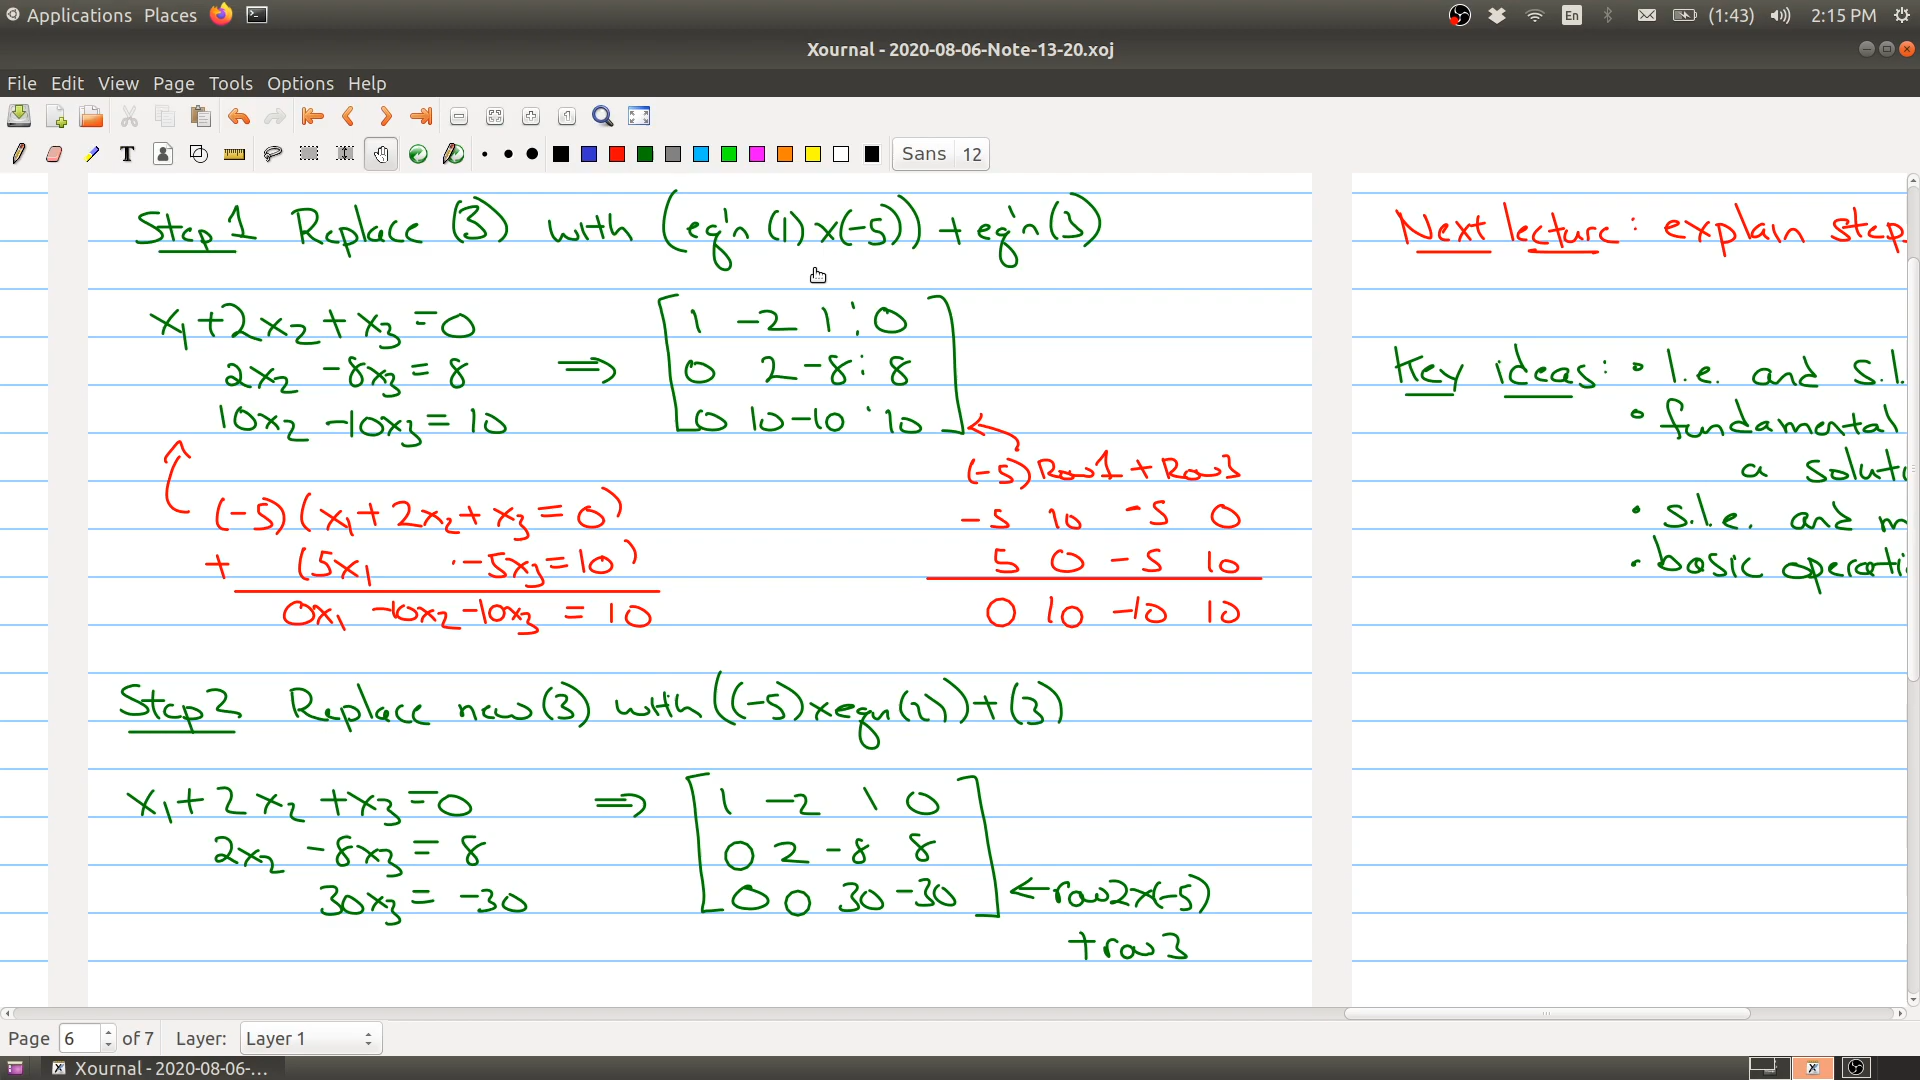 Applications Places En (1:43) 2:15 PM
Xournal - 2020-08-06-Note-13-20.xoj
File Edit View Page Tools Options Help
Sans 12
Step 1 Replace (3) with (eq'n (1) x(-5)) + eq'n (3)
x1 + 2x2 + x3 = 0
2x2 - 8x3 = 8
10x2 - 10x3 = 10
⟹
1 -2 1 : 0
0 2 -8 : 8
0 10 -10 : 10
(-5) Row 1 + Row 3
-5 10 -5 0
5 0 -5 10
0 10 -10 10
(-5) (x1 + 2x2 + x3 = 0)
+ (5x1 -5x3 = 10)
0x1 -10x2 -10x3 = 10
Step 2 Replace new (3) with ((-5) x eqn (2)) + (3)
x1 + 2x2 + x3 = 0
2x2 - 8x3 = 8
30x3 = -30
⟹
1 -2 1 0
0 2 -8 8
0 0 30 -30
← row2x(-5)
+ row 3
Next lecture: explain step
Key ideas: • l.e. and s.l.
• fundamental
a soluti
• s.l.e. and m
• basic operati
Page 6 of 7 Layer: Layer 1
Xournal - 2020-08-06-...